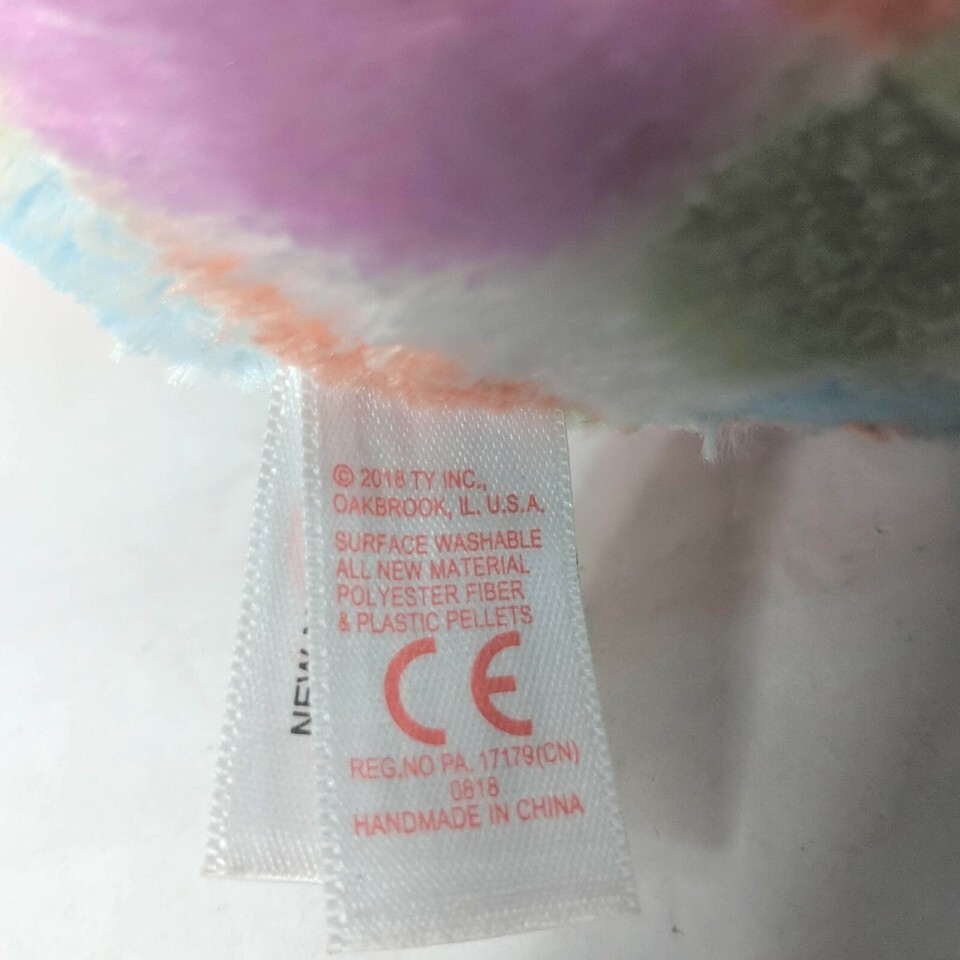 © 2018 TY INC.,
OAKBROOK, IL. U.S.A.
SURFACE WASHABLE
ALL NEW MATERIAL
POLYESTER FIBER
& PLASTIC PELLETS
CE
REG.NO PA. 17179(CN)
0818
HANDMADE IN CHINA
NEW